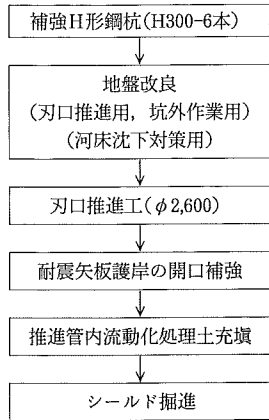 補強H形鋼杭(H300-6本)
地盤改良
(刃口推進用，坑外作業用)
(河床沈下対策用)
刃口推進工(φ2,600)
耐震矢板護岸の開口補強
推進管内流動化処理土充塡
シールド掘進